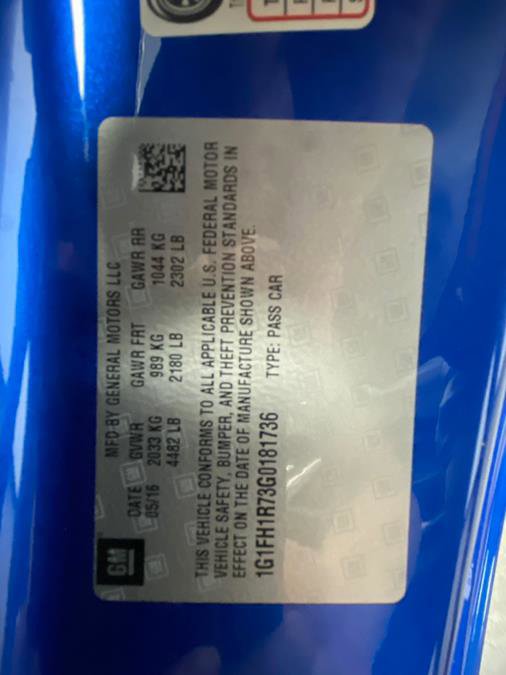 MFD BY GENERAL MOTORS LLC
DATE GVWR GAWR FRT GAWR RR
05/16 2033 KG 989 KG 1044 KG
4482 LB 2180 LB 2302 LB
THIS VEHICLE CONFORMS TO ALL APPLICABLE U.S. FEDERAL MOTOR
VEHICLE SAFETY, BUMPER, AND THEFT PREVENTION STANDARDS IN
EFFECT ON THE DATE OF MANUFACTURE SHOWN ABOVE.
1G1FH1R73G0181736 TYPE: PASS CAR
GM